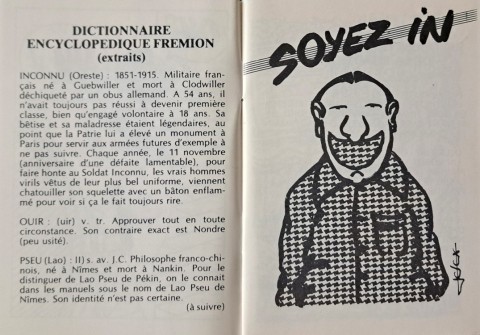 DICTIONNAIRE
ENCYCLOPEDIQUE FREMION
(extraits)
INCONNU (Oreste) : 1851-1915. Militaire fran-
çais né à Guebwiller et mort à Clodwiller
déchiqueté par un obus allemand. A 54 ans, il
n'avait toujours pas réussi à devenir première
classe, bien qu'engagé volontaire à 18 ans. Sa
bêtise et sa maladresse étaient légendaires, au
point que la Patrie lui a élevé un monument à
Paris pour servir aux armées futures d'exemple à
ne pas suivre. Chaque année, le 11 novembre
(anniversaire d'une défaite lamentable), pour
faire honte au Soldat Inconnu, les vrais hommes
virils vêtus de leur plus bel uniforme, viennent
chatouiller son squelette avec un bâton enflam-
mé pour voir si ça le fait toujours rire.
OUIR : (uir) v. tr. Approuver tout en toute
circonstance. Son contraire exact est Nondre
(peu usité).
PSEU (Lao) : II) s. av. J.C. Philosophe franco-chi-
nois, né à Nîmes et mort à Nankin. Pour le
distinguer de Lao Pseu de Pékin, on le connait
dans les manuels sous le nom de Lao Pseu de
Nîmes. Son identité n'est pas certaine.
(à suivre)
SOYEZ IN